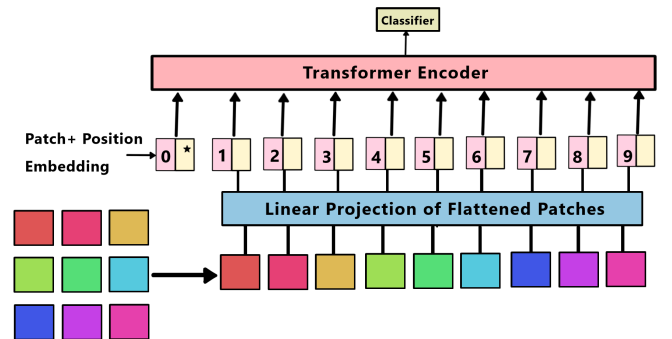 Classifier
Transformer Encoder
Patch+ Position
Embedding
0 * 1 2 3 4 5 6 7 8 9
Linear Projection of Flattened Patches